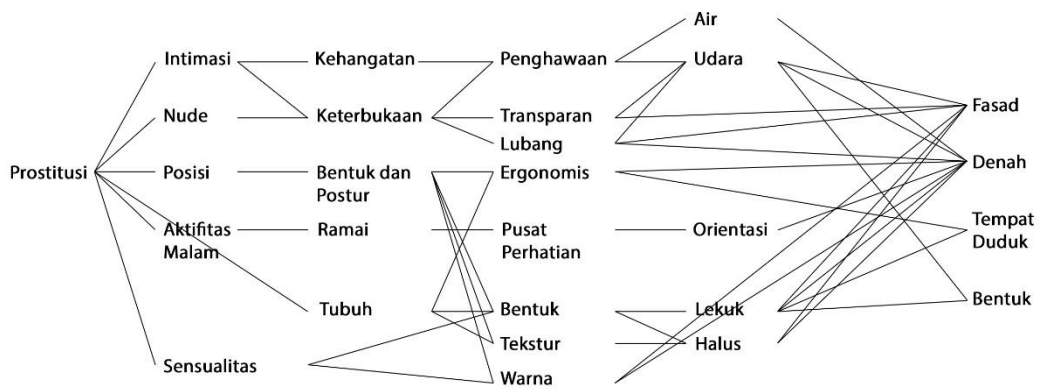 Air
Intimasi Kehangatan Penghawaan Udara
Fasad
Nude Keterbukaan Transparan
Lubang
Prostitusi Posisi Bentuk dan Ergonomis Denah
Postur
Aktifitas Ramai Pusat Orientasi Tempat
Malam Perhatian Duduk
Tubuh Bentuk Lekuk Bentuk
Tekstur Halus
Sensualitas
Warna